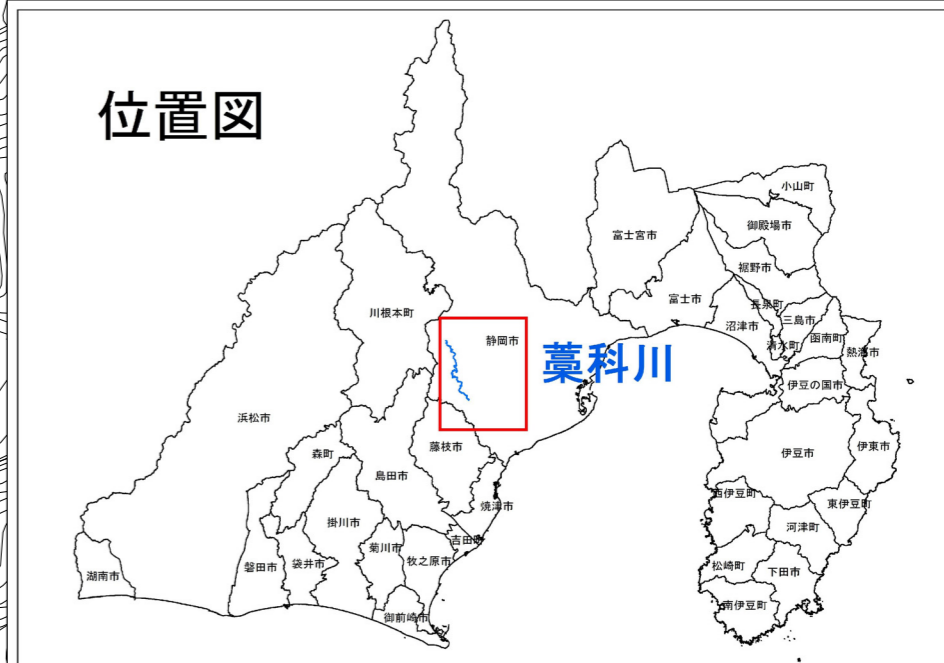 位置図
小山町
御殿場市
富士宮市
裾野市
富士市
長泉町
川根本町
三島市
沼津市
函南町
静岡市
清水町
熱海市
藁科川
伊豆の国市
浜松市
藤枝市
伊豆市
伊東市
森町
島田市
西伊豆町
焼津市
東伊豆町
掛川市
河津町
吉田町
菊川市
牧之原市
磐田市
袋井市
松崎町
下田市
湖南市
南伊豆町
御前崎市